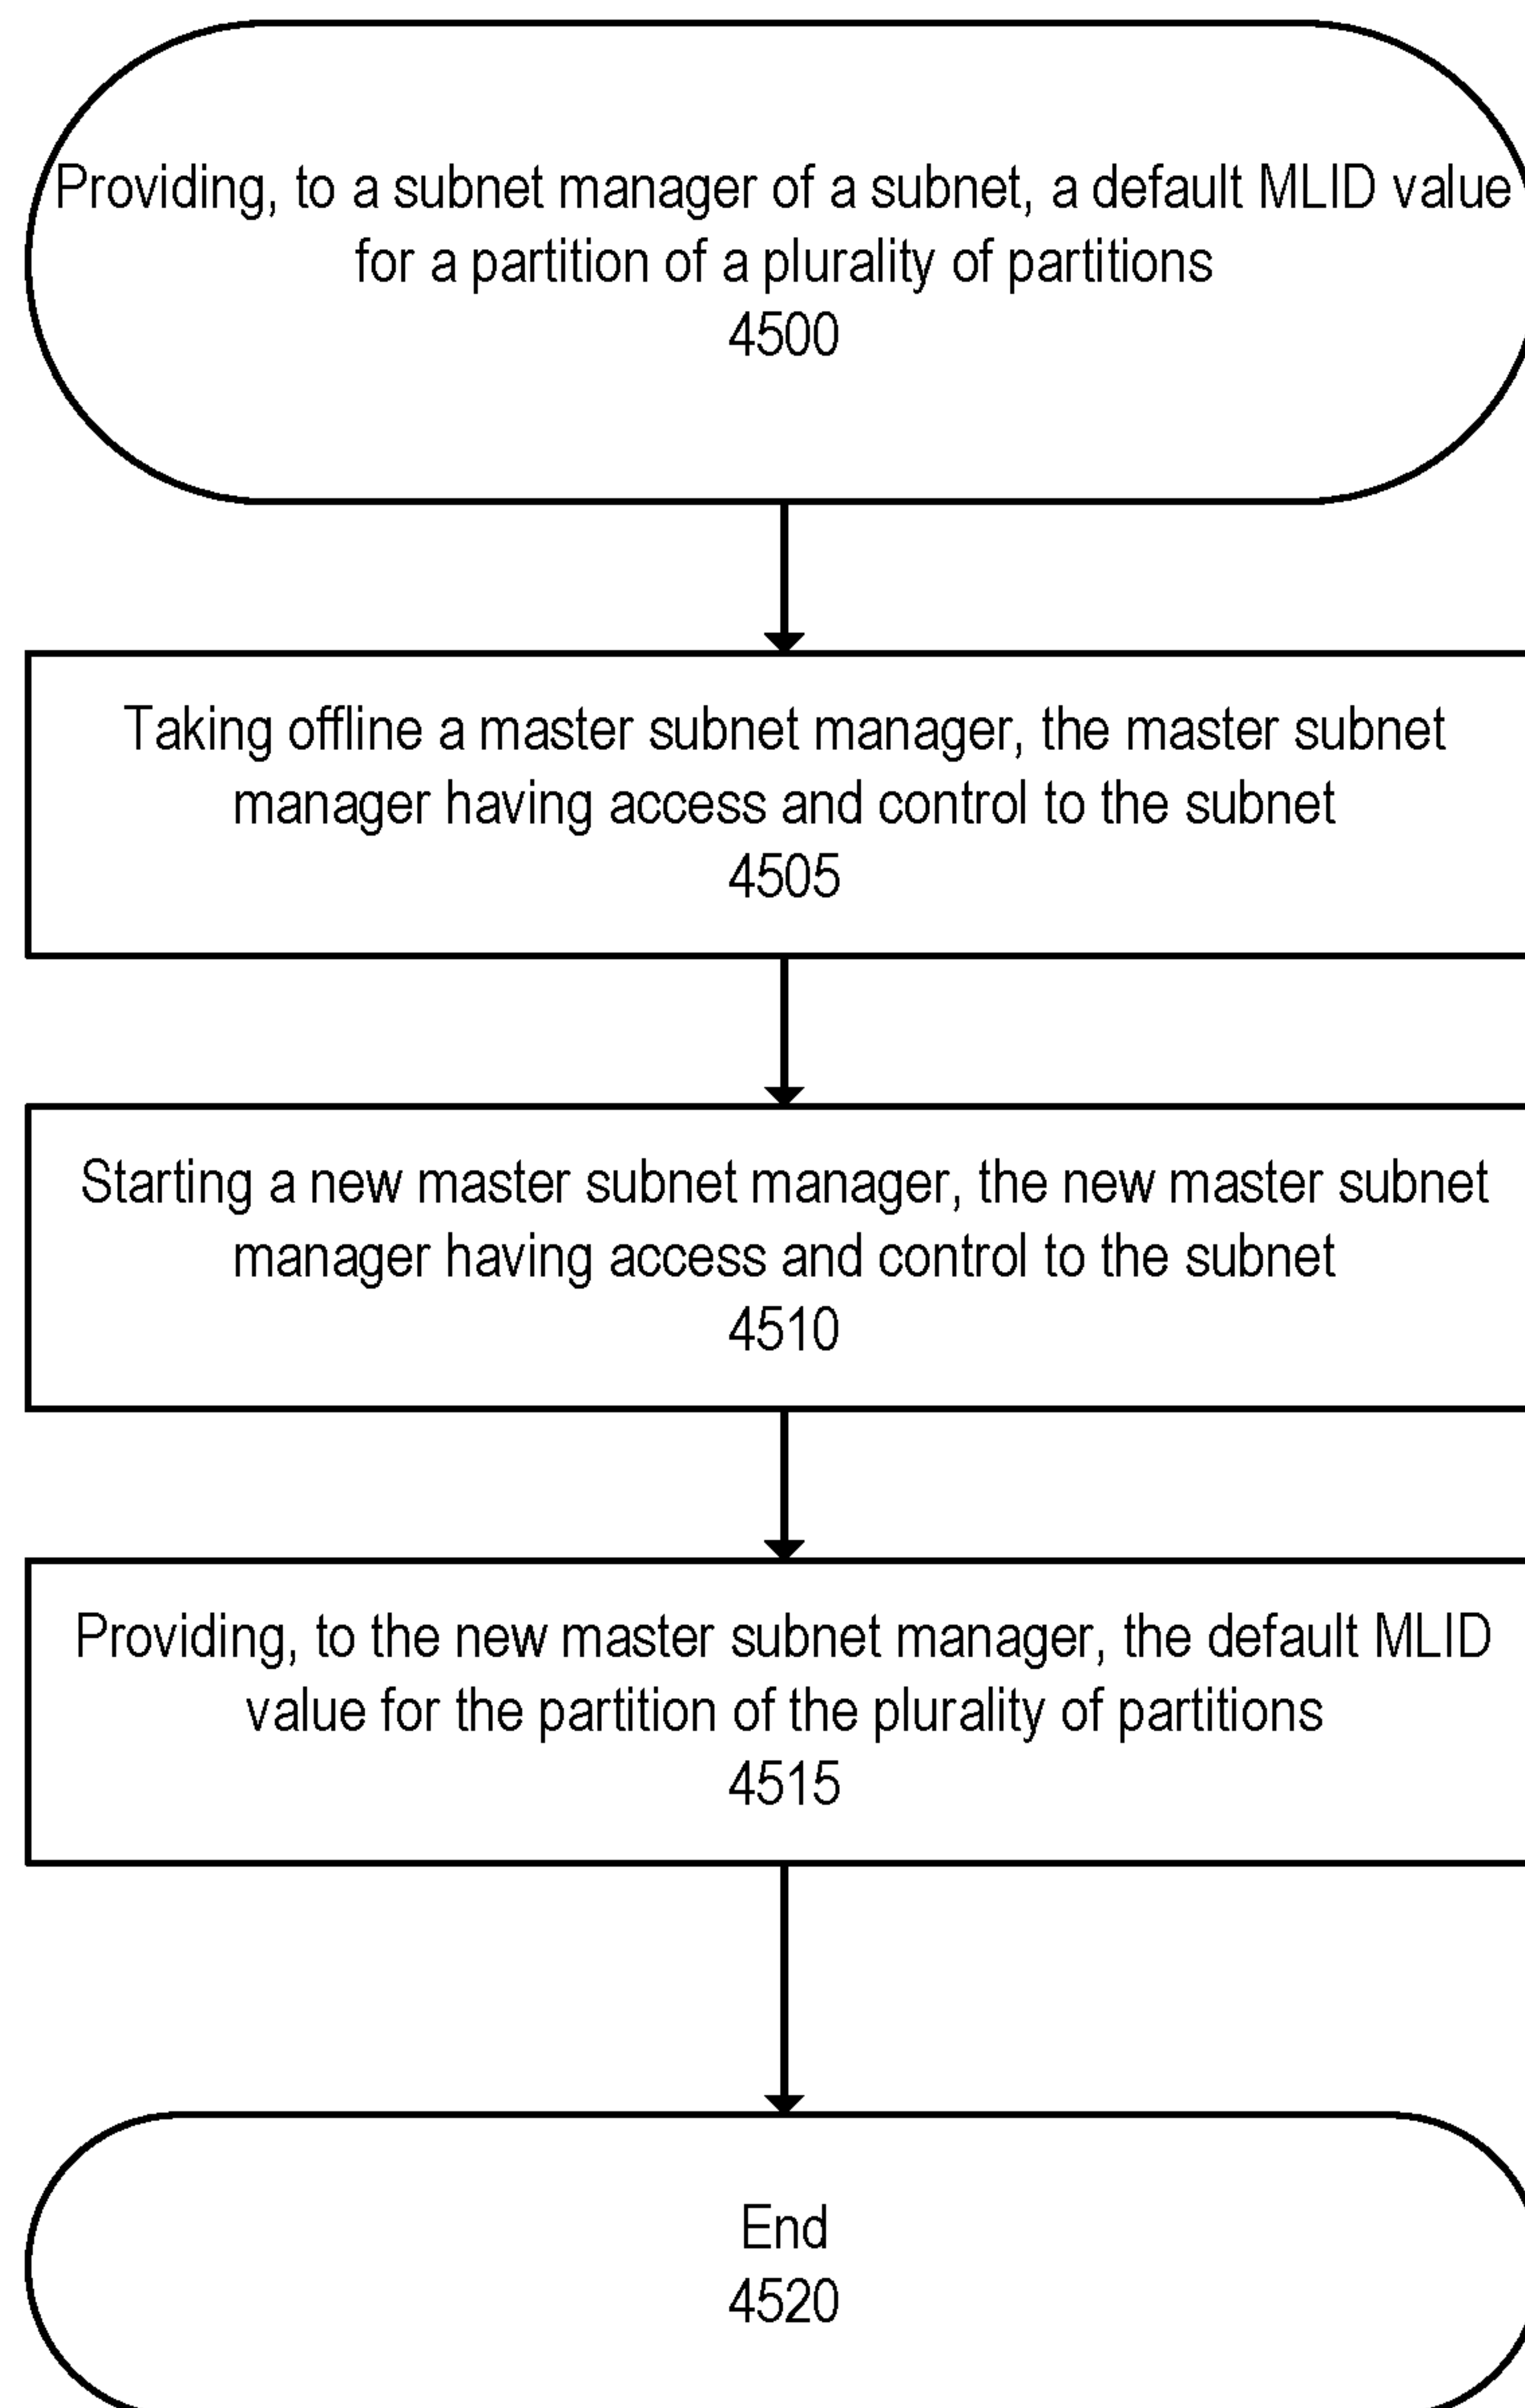 Providing, to a subnet manager of a subnet, a default MLID value
for a partition of a plurality of partitions
4500
Taking offline a master subnet manager, the master subnet
manager having access and control to the subnet
4505
Starting a new master subnet manager, the new master subnet
manager having access and control to the subnet
4510
Providing, to the new master subnet manager, the default MLID
value for the partition of the plurality of partitions
4515
End
4520